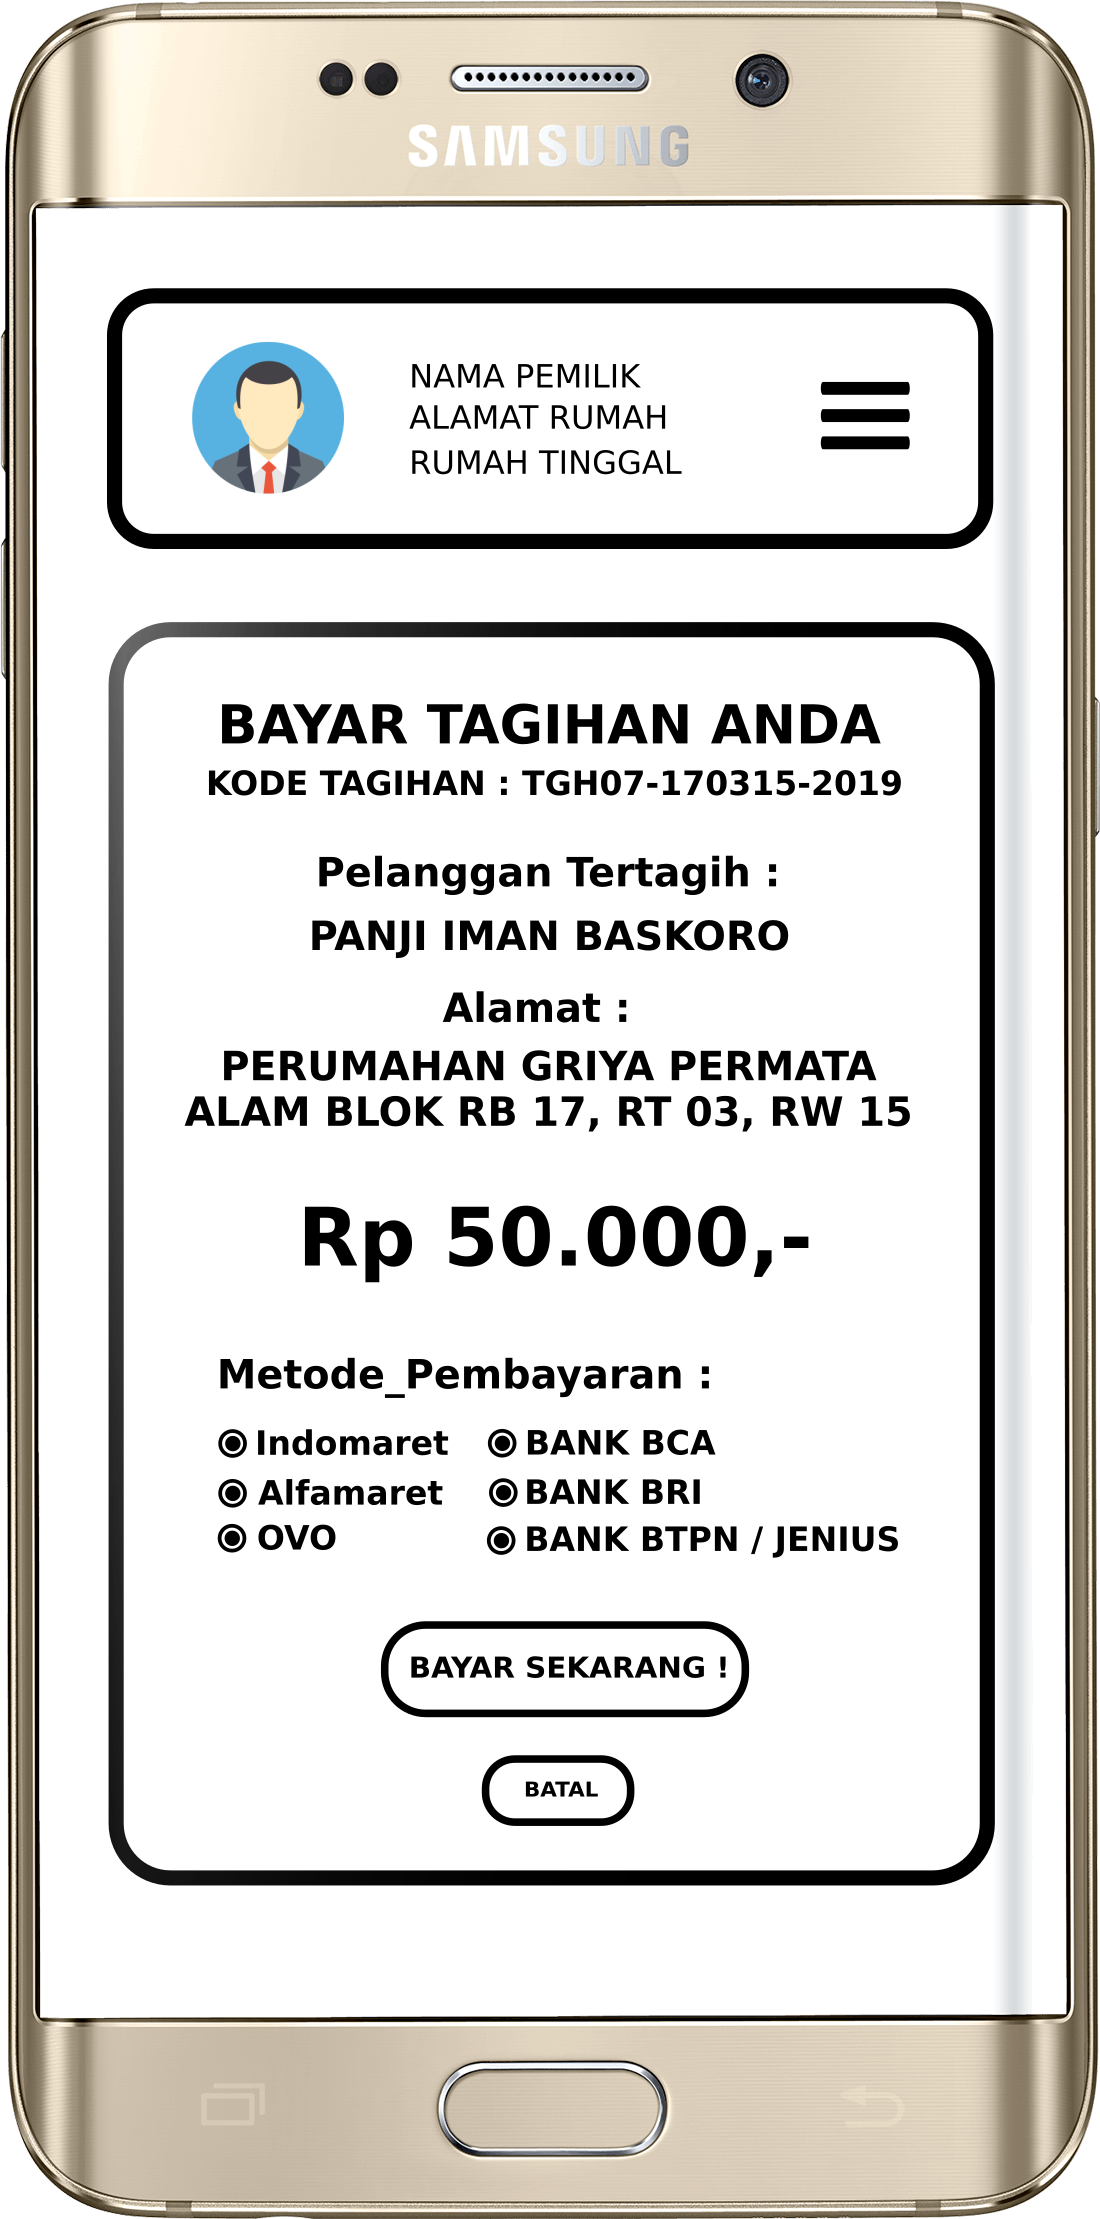 SAMSUNG
NAMA PEMILIK
ALAMAT RUMAH
RUMAH TINGGAL
BAYAR TAGIHAN ANDA
KODE TAGIHAN : TGH07-170315-2019
Pelanggan Tertagih :
PANJI IMAN BASKORO
Alamat :
PERUMAHAN GRIYA PERMATA
ALAM BLOK RB 17, RT 03, RW 15
Rp 50.000,-
Metode_Pembayaran :
Indomaret
BANK BCA
Alfamaret
BANK BRI
OVO
BANK BTPN / JENIUS
BAYAR SEKARANG !
BATAL